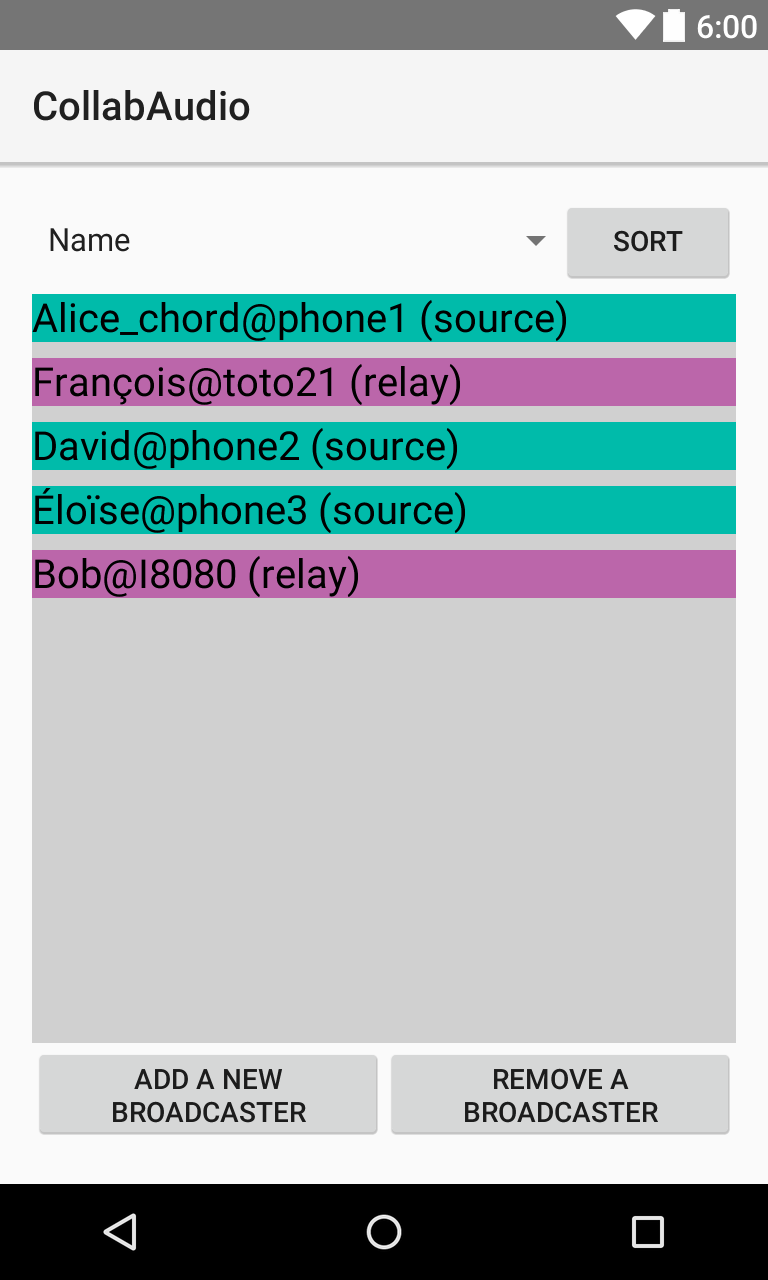 6:00
CollabAudio
Name
SORT
Alice_chord@phone1 (source)
François@toto21 (relay)
David@phone2 (source)
Éloïse@phone3 (source)
Bob@I8080 (relay)
ADD A NEW
BROADCASTER
REMOVE A
BROADCASTER